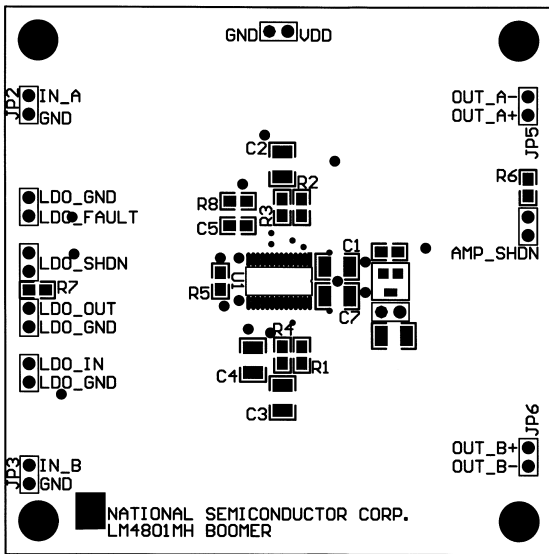 GND VDD
JP2 IN_A OUT_A-
GND OUT_A+
JP5
C2
R6
R2
LDO_GND R8
LDO_FAULT R3
C5
C1 AMP_SHDN
LDO_SHDN
U1
R7 R5
LDO_OUT
C7
LDO_GND
R4
LDO_IN R1
C4
LDO_GND
C3
JP6
OUT_B+
JP3 IN_B OUT_B-
GND
NATIONAL SEMICONDUCTOR CORP.
LM4801MH BOOMER